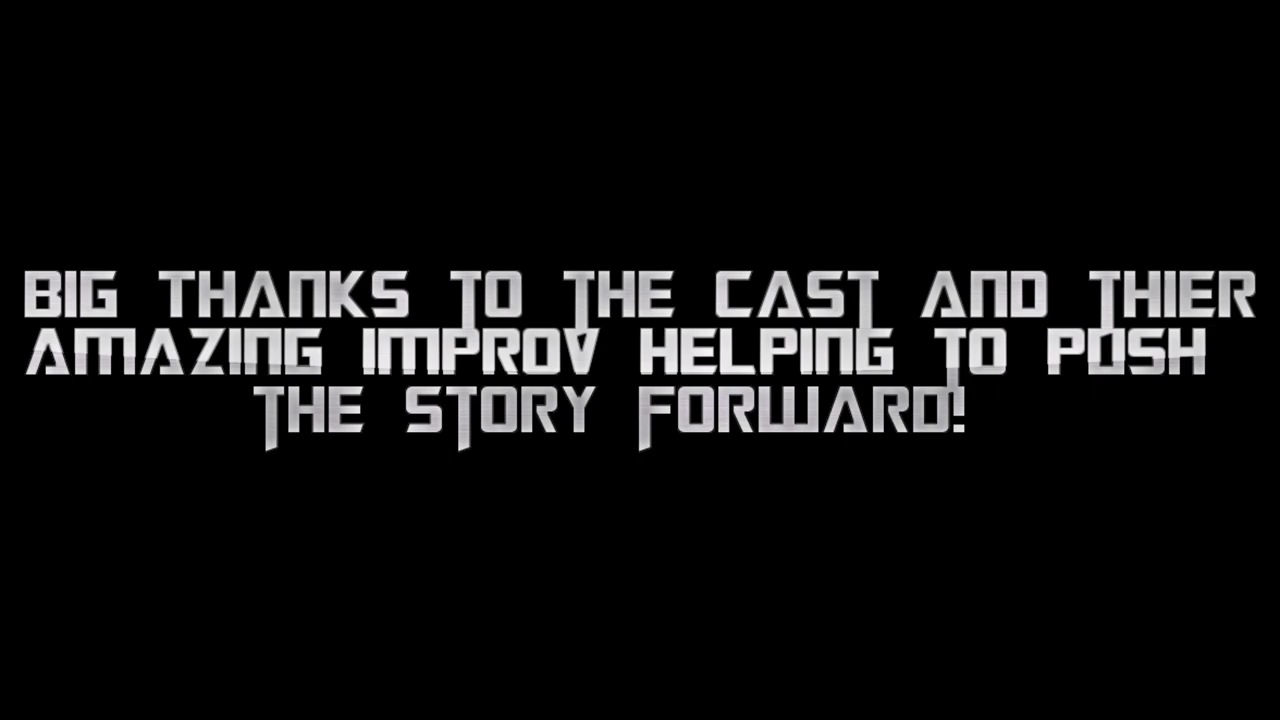 BIG THANKS TO THE CAST AND THIER
AMAZING IMPROV HELPING TO PUSH
THE STORY FORWARD!